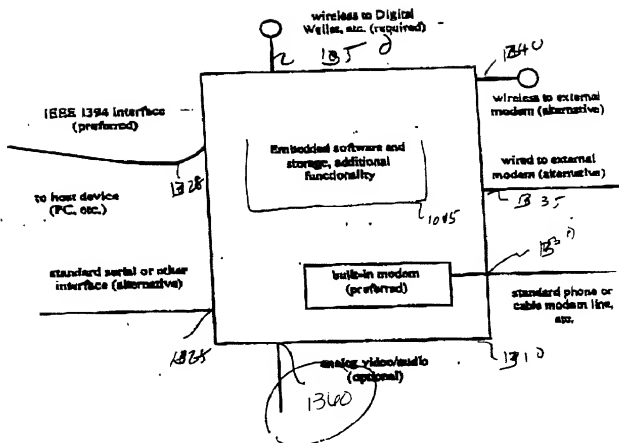 wireless to Digital
Wallet, etc. (required)
1350
1340
IEEE 1394 interface
(preferred)
wireless to external
modem (alternative)
Embedded software and
storage, additional
functionality
1328
wired to external
modem (alternative)
to host device
(PC, etc.)
1335
built-in modem
(preferred)
standard serial or other
interface (alternative)
standard phone or
cable modem line,
etc.
1325
analog video/audio
(optional)
1310
1360